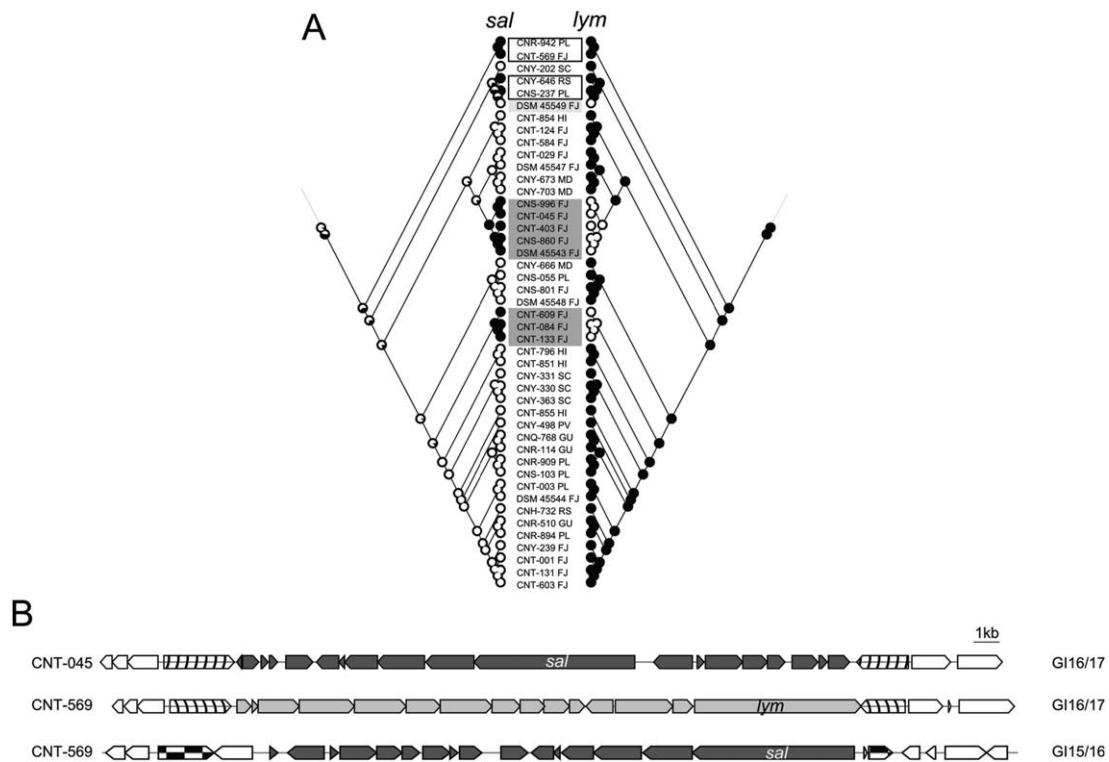 A
sal lym
CNR-942 PL
CNT-569 FJ
CNY-202 SC
CNY-646 RS
CNS-237 PL
DSM 45549 FJ
CNT-854 HI
CNT-124 FJ
CNT-584 FJ
CNT-029 FJ
DSM 45547 FJ
CNY-673 MD
CNY-703 MD
CNS-996 FJ
CNT-045 FJ
CNT-403 FJ
CNS-860 FJ
DSM 45543 FJ
CNY-666 MD
CNS-055 PL
CNS-801 FJ
DSM 45548 FJ
CNT-609 FJ
CNT-084 FJ
CNT-133 FJ
CNT-796 HI
CNT-851 HI
CNY-331 SC
CNY-330 SC
CNY-363 SC
CNT-855 HI
CNY-498 PV
CNQ-768 GU
CNR-114 GU
CNR-909 PL
CNS-103 PL
CNT-003 PL
DSM 45544 FJ
CNH-732 RS
CNR-510 GU
CNR-894 PL
CNY-239 FJ
CNT-001 FJ
CNT-131 FJ
CNT-603 FJ
B
1kb
CNT-045 sal GI16/17
CNT-569 lym GI16/17
CNT-569 sal GI15/16